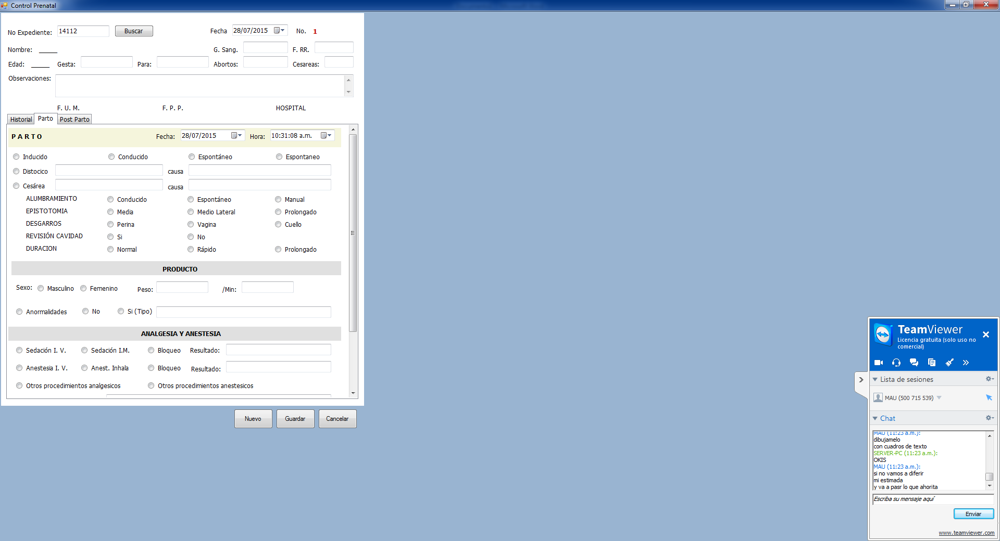 Control Prenatal
No Expediente: 14112 Buscar Fecha 28/07/2015 No. 1
Nombre: _____ G. Sang. F. RR.
Edad: _____ Gesta: Para: Abortos: Cesareas:
Observaciones:
F. U. M. F. P. P. HOSPITAL
Historial Parto Post Parto
P A R T O Fecha: 28/07/2015 Hora: 10:31:08 a.m.
Inducido Conducido Espontáneo Espontaneo
Distocico causa
Cesárea causa
ALUMBRAMIENTO Conducido Espontáneo Manual
EPISTOTOMIA Media Medio Lateral Prolongado
DESGARROS Perina Vagina Cuello
REVISIÓN CAVIDAD Si No
DURACION Normal Rápido Prolongado
PRODUCTO
Sexo: Masculino Femenino Peso: /Min:
Anormalidades No Si (Tipo)
ANALGESIA Y ANESTESIA
Sedación I. V. Sedación I.M. Bloqueo Resultado:
Anestesia I. V. Anest. Inhala Bloqueo Resultado:
Otros procedimientos analgesicos Otros procedimientos anestesicos
Nuevo Guardar Cancelar
TeamViewer
Licencia gratuita (solo uso no
comercial)
Lista de sesiones
MAU (500 715 539)
Chat
MAU (11:23 a.m.):
dibujamelo
con cuadros de texto
SERVER-PC (11:23 a.m.):
OKIS
MAU (11:23 a.m.):
si no vamos a diferir
mi estimada
y va a pasr lo que ahorita
Escriba su mensaje aquí
Enviar
www.teamviewer.com